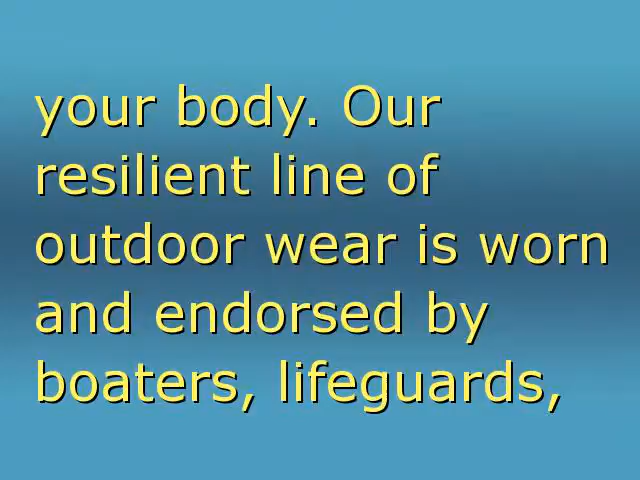 your body. Our
resilient line of
outdoor wear is worn
and endorsed by
boaters, lifeguards,